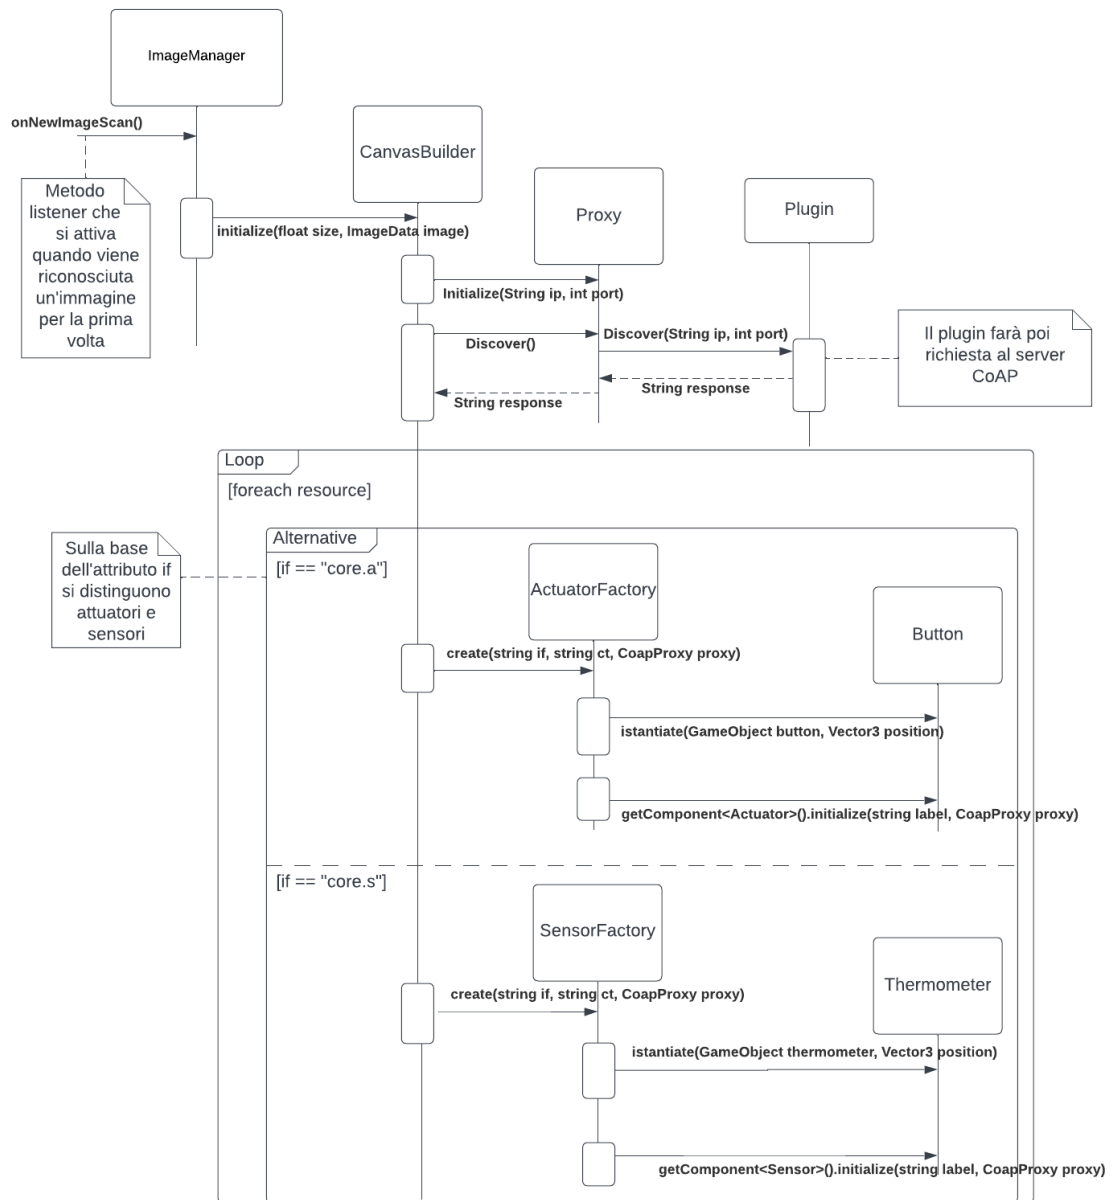 ImageManager
onNewImageScan()
CanvasBuilder
Metodo
listener che
si attiva
quando viene
riconosciuta
un'immagine
per la prima
volta
initialize(float size, ImageData image)
Proxy
Plugin
Initialize(String ip, int port)
Discover()
Discover(String ip, int port)
Il plugin farà poi
richiesta al server
CoAP
String response
String response
Loop
[foreach resource]
Sulla base
dell'attributo if
si distinguono
attuatori e
sensori
Alternative
[if == "core.a"]
ActuatorFactory
Button
create(string if, string ct, CoapProxy proxy)
istantiate(GameObject button, Vector3 position)
getComponent<Actuator>().initialize(string label, CoapProxy proxy)
[if == "core.s"]
SensorFactory
Thermometer
create(string if, string ct, CoapProxy proxy)
istantiate(GameObject thermometer, Vector3 position)
getComponent<Sensor>().initialize(string label, CoapProxy proxy)